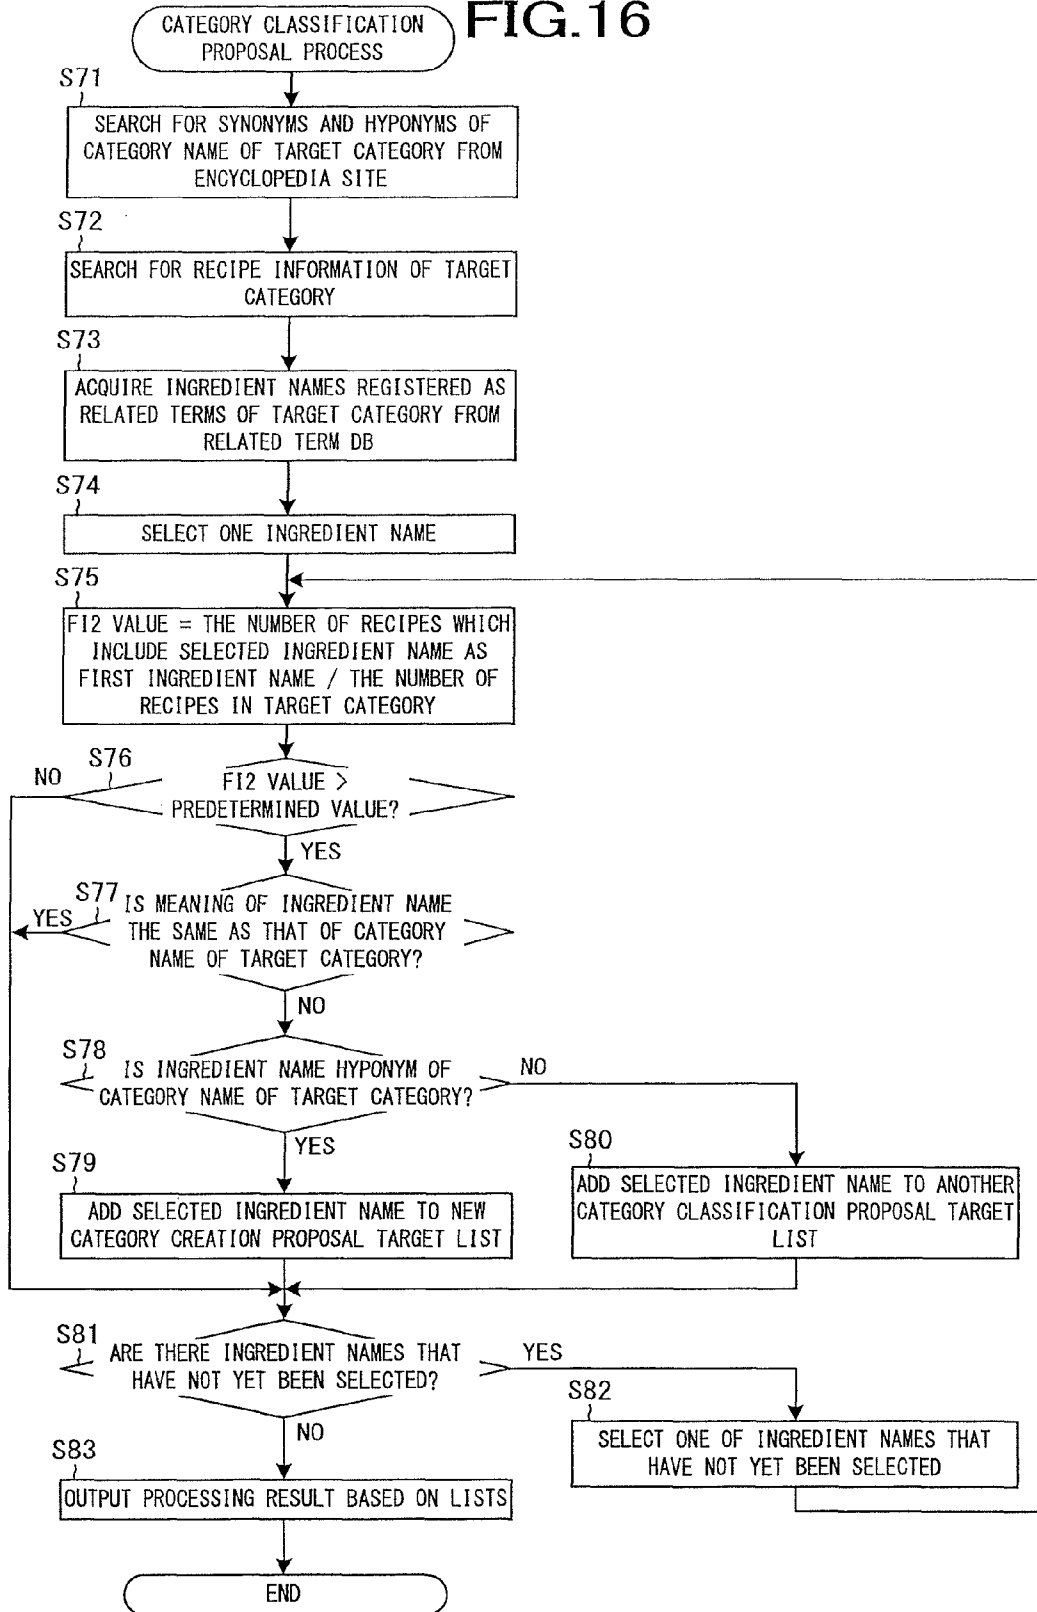 FIG.16
CATEGORY CLASSIFICATION
PROPOSAL PROCESS
S71
SEARCH FOR SYNONYMS AND HYPONYMS OF
CATEGORY NAME OF TARGET CATEGORY FROM
ENCYCLOPEDIA SITE
S72
SEARCH FOR RECIPE INFORMATION OF TARGET
CATEGORY
S73
ACQUIRE INGREDIENT NAMES REGISTERED AS
RELATED TERMS OF TARGET CATEGORY FROM
RELATED TERM DB
S74
SELECT ONE INGREDIENT NAME
S75
FI2 VALUE = THE NUMBER OF RECIPES WHICH
INCLUDE SELECTED INGREDIENT NAME AS
FIRST INGREDIENT NAME / THE NUMBER OF
RECIPES IN TARGET CATEGORY
S76
NO
FI2 VALUE >
PREDETERMINED VALUE?
YES
S77
YES
IS MEANING OF INGREDIENT NAME
THE SAME AS THAT OF CATEGORY
NAME OF TARGET CATEGORY?
NO
S78
IS INGREDIENT NAME HYPONYM OF
CATEGORY NAME OF TARGET CATEGORY?
NO
YES
S79
ADD SELECTED INGREDIENT NAME TO NEW
CATEGORY CREATION PROPOSAL TARGET LIST
S80
ADD SELECTED INGREDIENT NAME TO ANOTHER
CATEGORY CLASSIFICATION PROPOSAL TARGET
LIST
S81
ARE THERE INGREDIENT NAMES THAT
HAVE NOT YET BEEN SELECTED?
YES
NO
S82
SELECT ONE OF INGREDIENT NAMES THAT
HAVE NOT YET BEEN SELECTED
S83
OUTPUT PROCESSING RESULT BASED ON LISTS
END